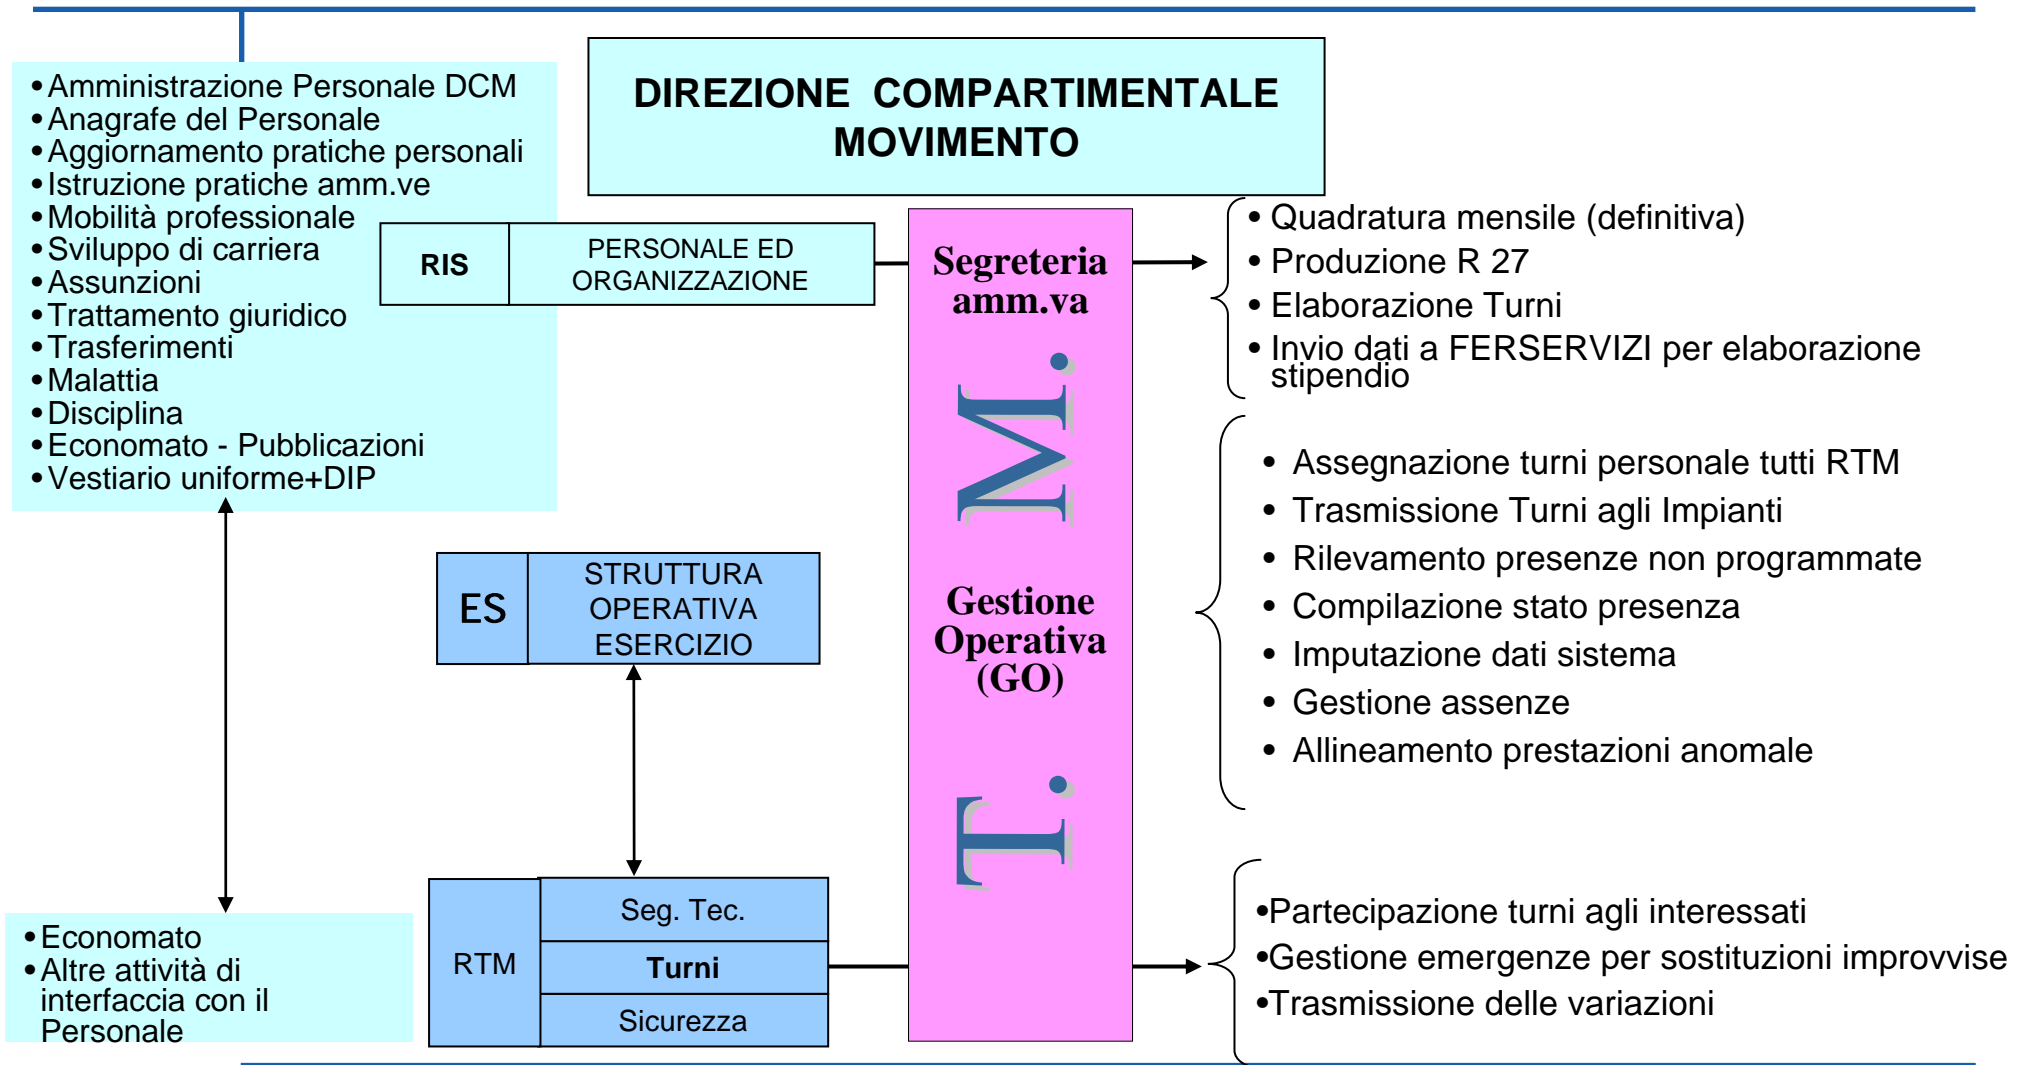 • Amministrazione Personale DCM
• Anagrafe del Personale
• Aggiornamento pratiche personali
• Istruzione pratiche amm.ve
• Mobilità professionale
• Sviluppo di carriera
• Assunzioni
• Trattamento giuridico
• Trasferimenti
• Malattia
• Disciplina
• Economato - Pubblicazioni
• Vestiario uniforme+DIP
DIREZIONE COMPARTIMENTALE
MOVIMENTO
RIS
PERSONALE ED
ORGANIZZAZIONE
Segreteria
amm.va
• Quadratura mensile (definitiva)
• Produzione R 27
• Elaborazione Turni
• Invio dati a FERSERVIZI per elaborazione
stipendio
T. M.
ES
STRUTTURA
OPERATIVA
ESERCIZIO
Gestione
Operativa
(GO)
• Assegnazione turni personale tutti RTM
• Trasmissione Turni agli Impianti
• Rilevamento presenze non programmate
• Compilazione stato presenza
• Imputazione dati sistema
• Gestione assenze
• Allineamento prestazioni anomale
• Economato
• Altre attività di
interfaccia con il
Personale
RTM
Seg. Tec.
Turni
Sicurezza
•Partecipazione turni agli interessati
•Gestione emergenze per sostituzioni improvvise
•Trasmissione delle variazioni